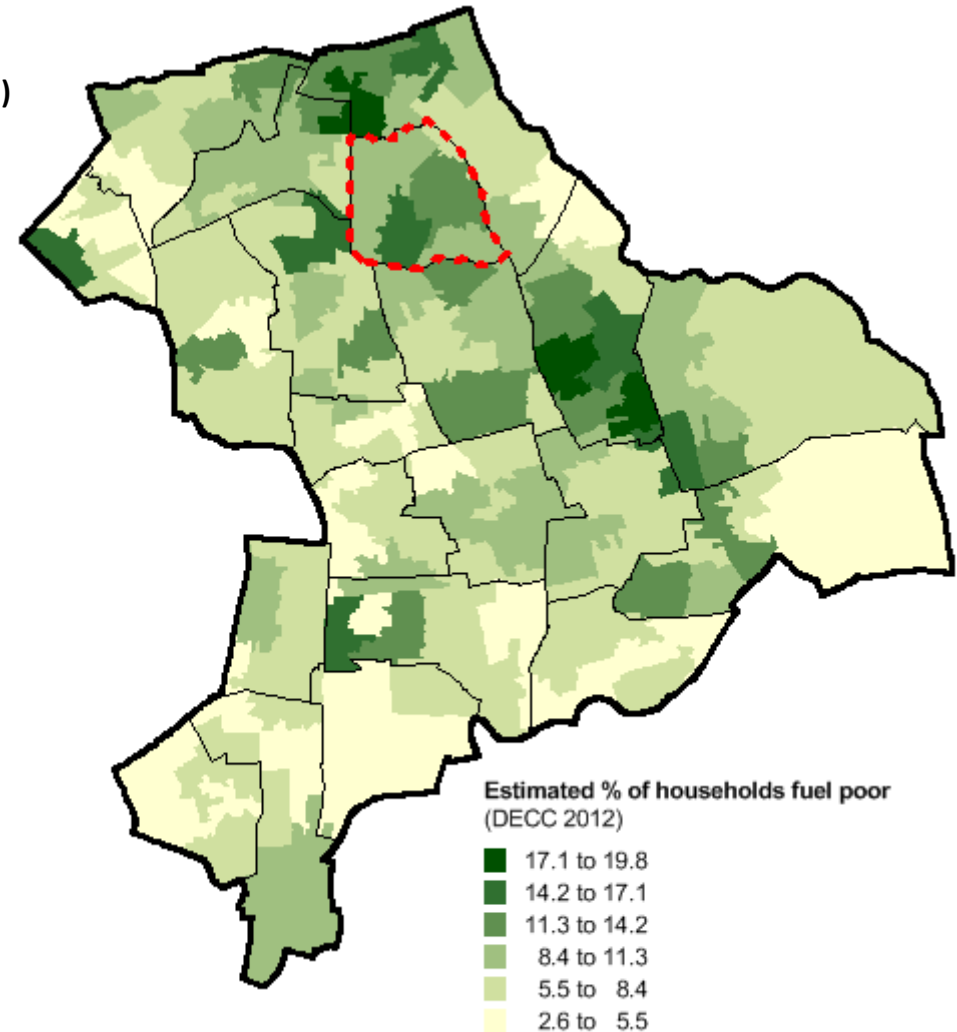 )
Estimated % of households fuel poor
(DECC 2012)
17.1 to 19.8
14.2 to 17.1
11.3 to 14.2
8.4 to 11.3
5.5 to 8.4
2.6 to 5.5